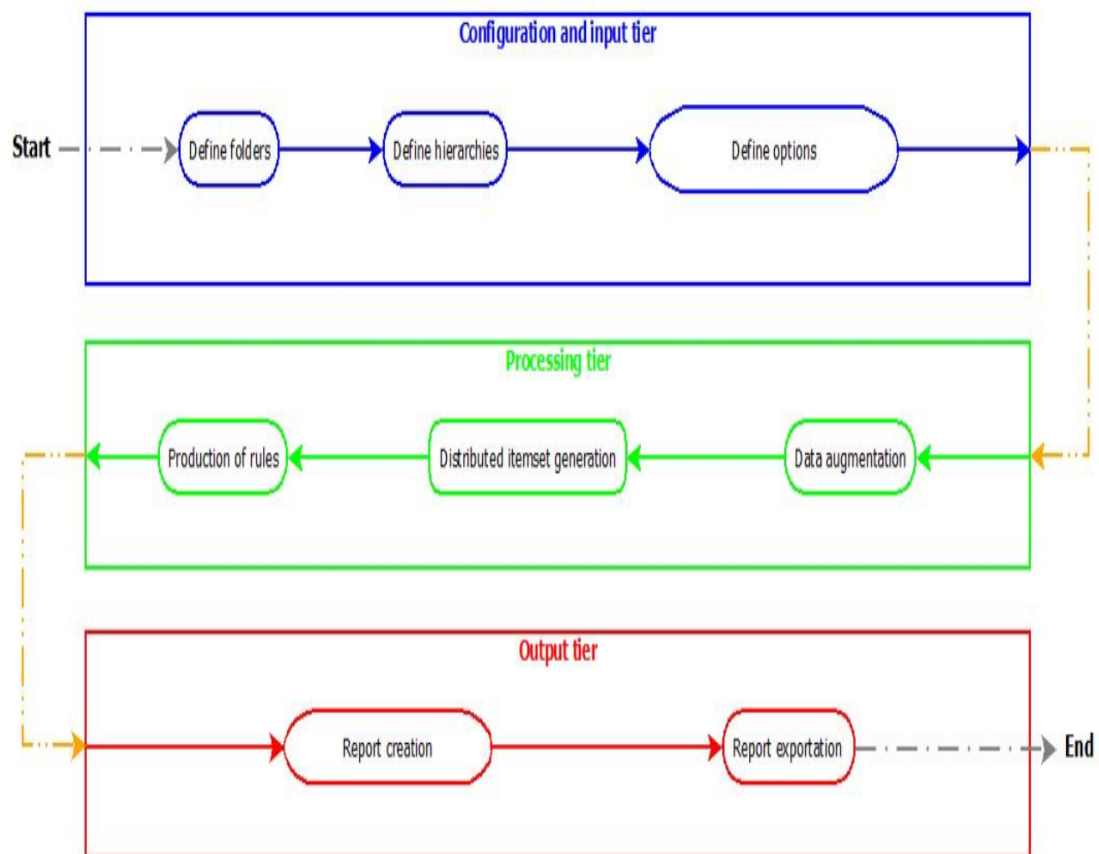 Configuration and input tier
Start
Define folders
Define hierarchies
Define options
Processing tier
Production of rules
Distributed itemset generation
Data augmentation
Output tier
Report creation
Report exportation
End